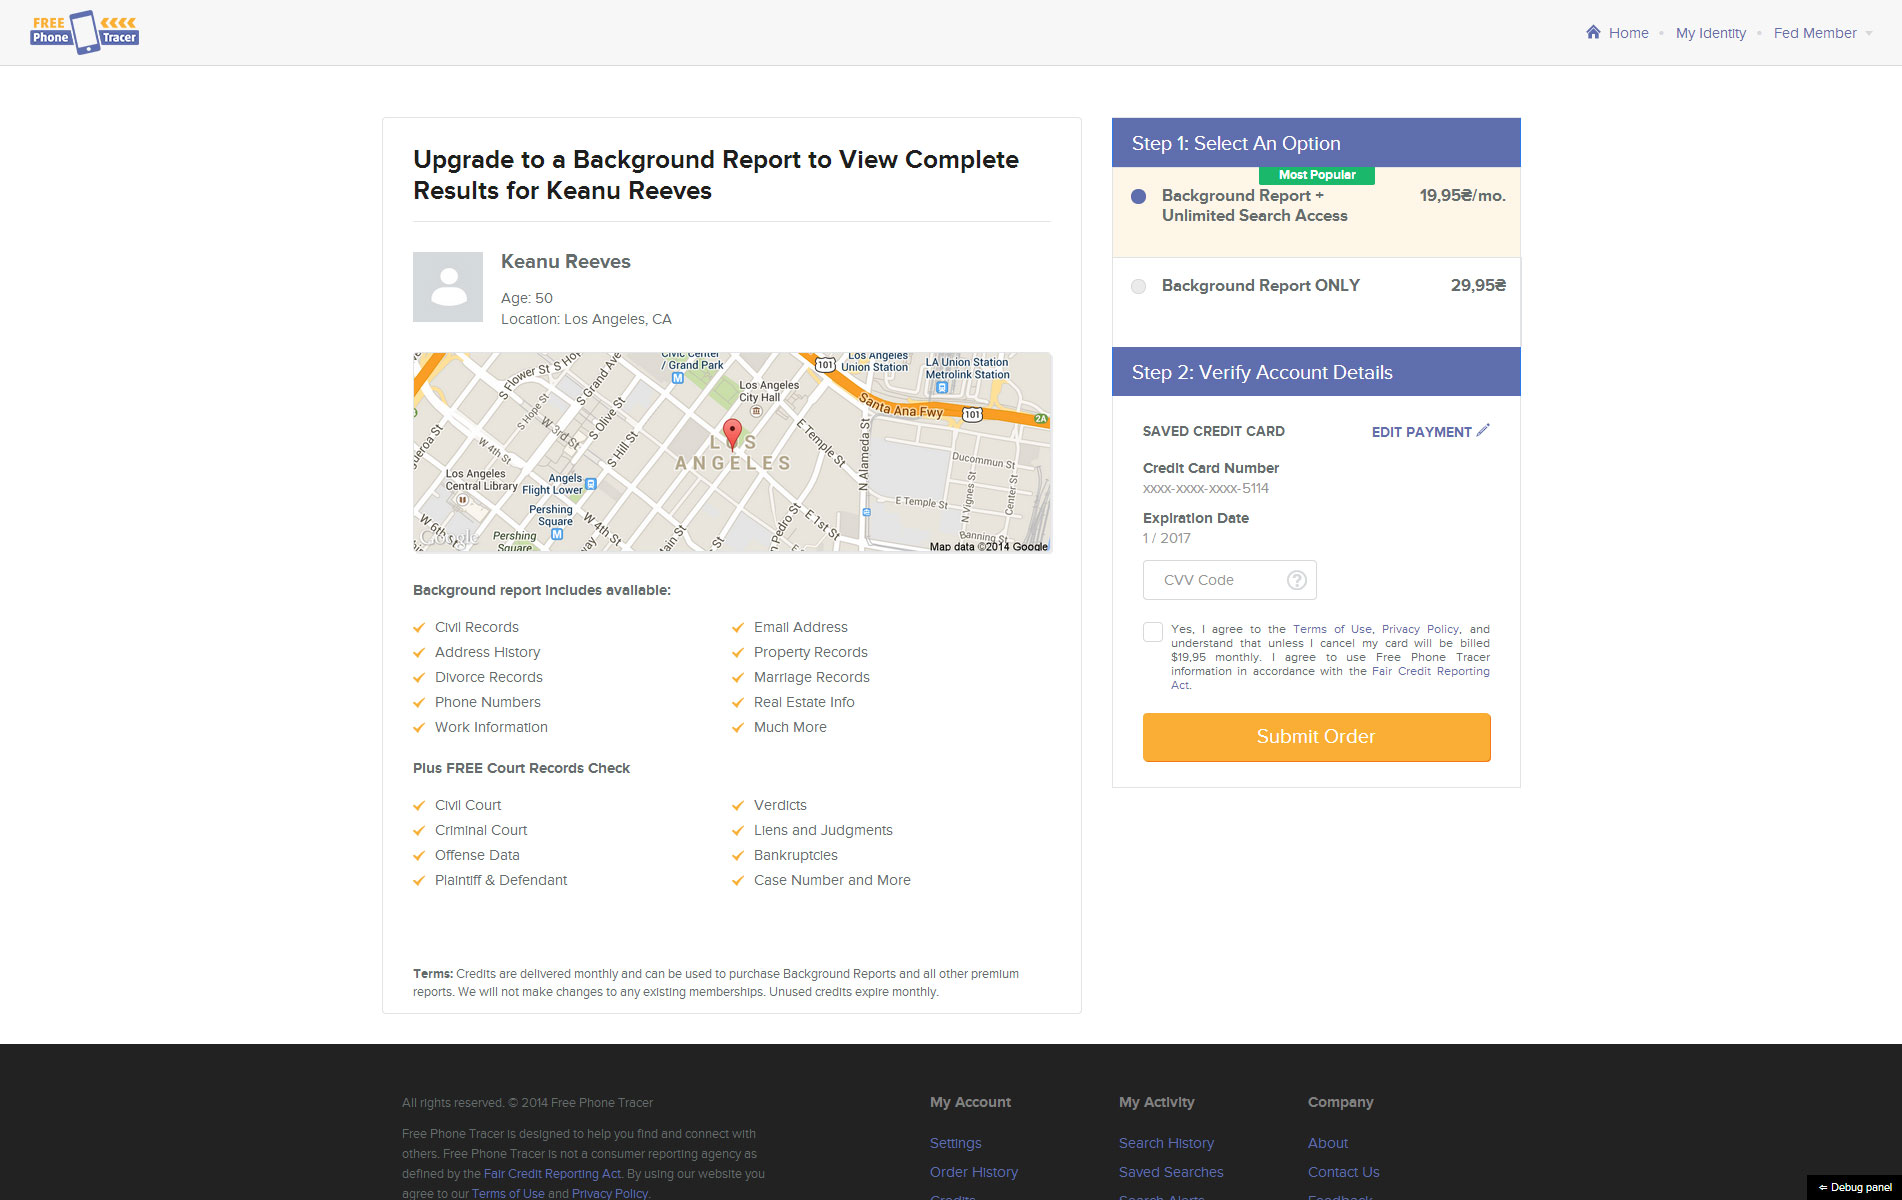 FREE
Phone Tracer
Home
My Identity
Fed Member
Upgrade to a Background Report to View Complete
Results for Keanu Reeves
Keanu Reeves
Age: 50
Location: Los Angeles, CA
S Flower St
S Hope St
S Grand Ave
Civic Center
/ Grand Park
101
Los Angeles
Union Station
LA Union Station
Metrolink Station
Los Angeles
City Hall
Santa Ana Fwy
101
2A
S Hope St
W 3rd St
S Olive St
S Hill St
W 4th St
LOS
ANGELES
E Temple St
N Alameda St
Ducommun St
Los Angeles
Central Library
Angels
Flight Lower
E Temple St
N Vignes St
Center St
Pershing
Square
W 6th St
Pershing
Square
W 4th St
E 1st St
Banning St
Google
Map data ©2014 Google
Background report includes available:
Civil Records
Address History
Divorce Records
Phone Numbers
Work Information
Email Address
Property Records
Marriage Records
Real Estate Info
Much More
Plus FREE Court Records Check
Civil Court
Criminal Court
Offense Data
Plaintiff & Defendant
Verdicts
Liens and Judgments
Bankruptcies
Case Number and More
Terms: Credits are delivered monthly and can be used to purchase Background Reports and all other premium
reports. We will not make changes to any existing memberships. Unused credits expire monthly.
Step 1: Select An Option
Most Popular
Background Report + 19,95₴/mo.
Unlimited Search Access
Background Report ONLY 29,95₴
Step 2: Verify Account Details
SAVED CREDIT CARD
EDIT PAYMENT
Credit Card Number
xxxx-xxxx-xxxx-5114
Expiration Date
1 / 2017
CVV Code ?
Yes, I agree to the Terms of Use, Privacy Policy, and
understand that unless I cancel my card will be billed
$19,95 monthly. I agree to use Free Phone Tracer
information in accordance with the Fair Credit Reporting
Act.
Submit Order
All rights reserved. © 2014 Free Phone Tracer
Free Phone Tracer is designed to help you find and connect with
others. Free Phone Tracer is not a consumer reporting agency as
defined by the Fair Credit Reporting Act. By using our website you
agree to our Terms of Use and Privacy Policy.
My Account
Settings
Order History
Credits
My Activity
Search History
Saved Searches
Search Alerts
Company
About
Contact Us
Feedback
⇐ Debug panel